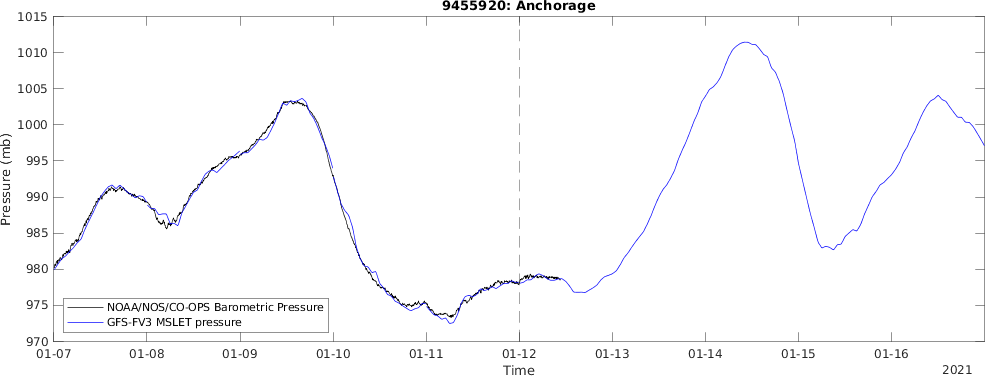 9455920: Anchorage
1015
1010
1005
1000
995
990
985
980
975
970
Pressure (mb)
NOAA/NOS/CO-OPS Barometric Pressure
GFS-FV3 MSLET pressure
01-07 01-08 01-09 01-10 01-11 01-12 01-13 01-14 01-15 01-16
Time
2021